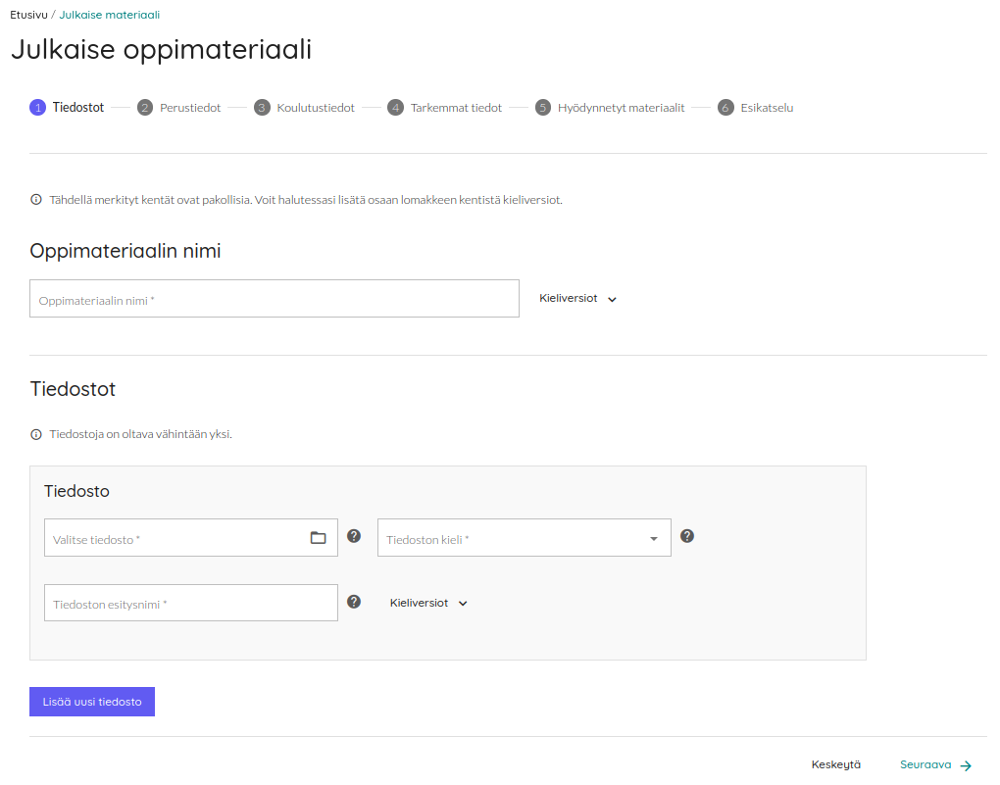 Etusivu / Julkaise materiaali
Julkaise oppimateriaali
1 Tiedostot 2 Perustiedot 3 Koulutustiedot 4 Tarkemmat tiedot 5 Hyödynnetyt materiaalit 6 Esikatselu
Tähdellä merkityt kentät ovat pakollisia. Voit halutessasi lisätä osaan lomakkeen kentistä kieliversiot.
Oppimateriaalin nimi
Oppimateriaalin nimi * Kieliversiot
Tiedostot
Tiedostoja on oltava vähintään yksi.
Tiedosto
Valitse tiedosto * Tiedoston kieli *
Tiedoston esitysnimi * Kieliversiot
Lisää uusi tiedosto
Keskeytä Seuraava